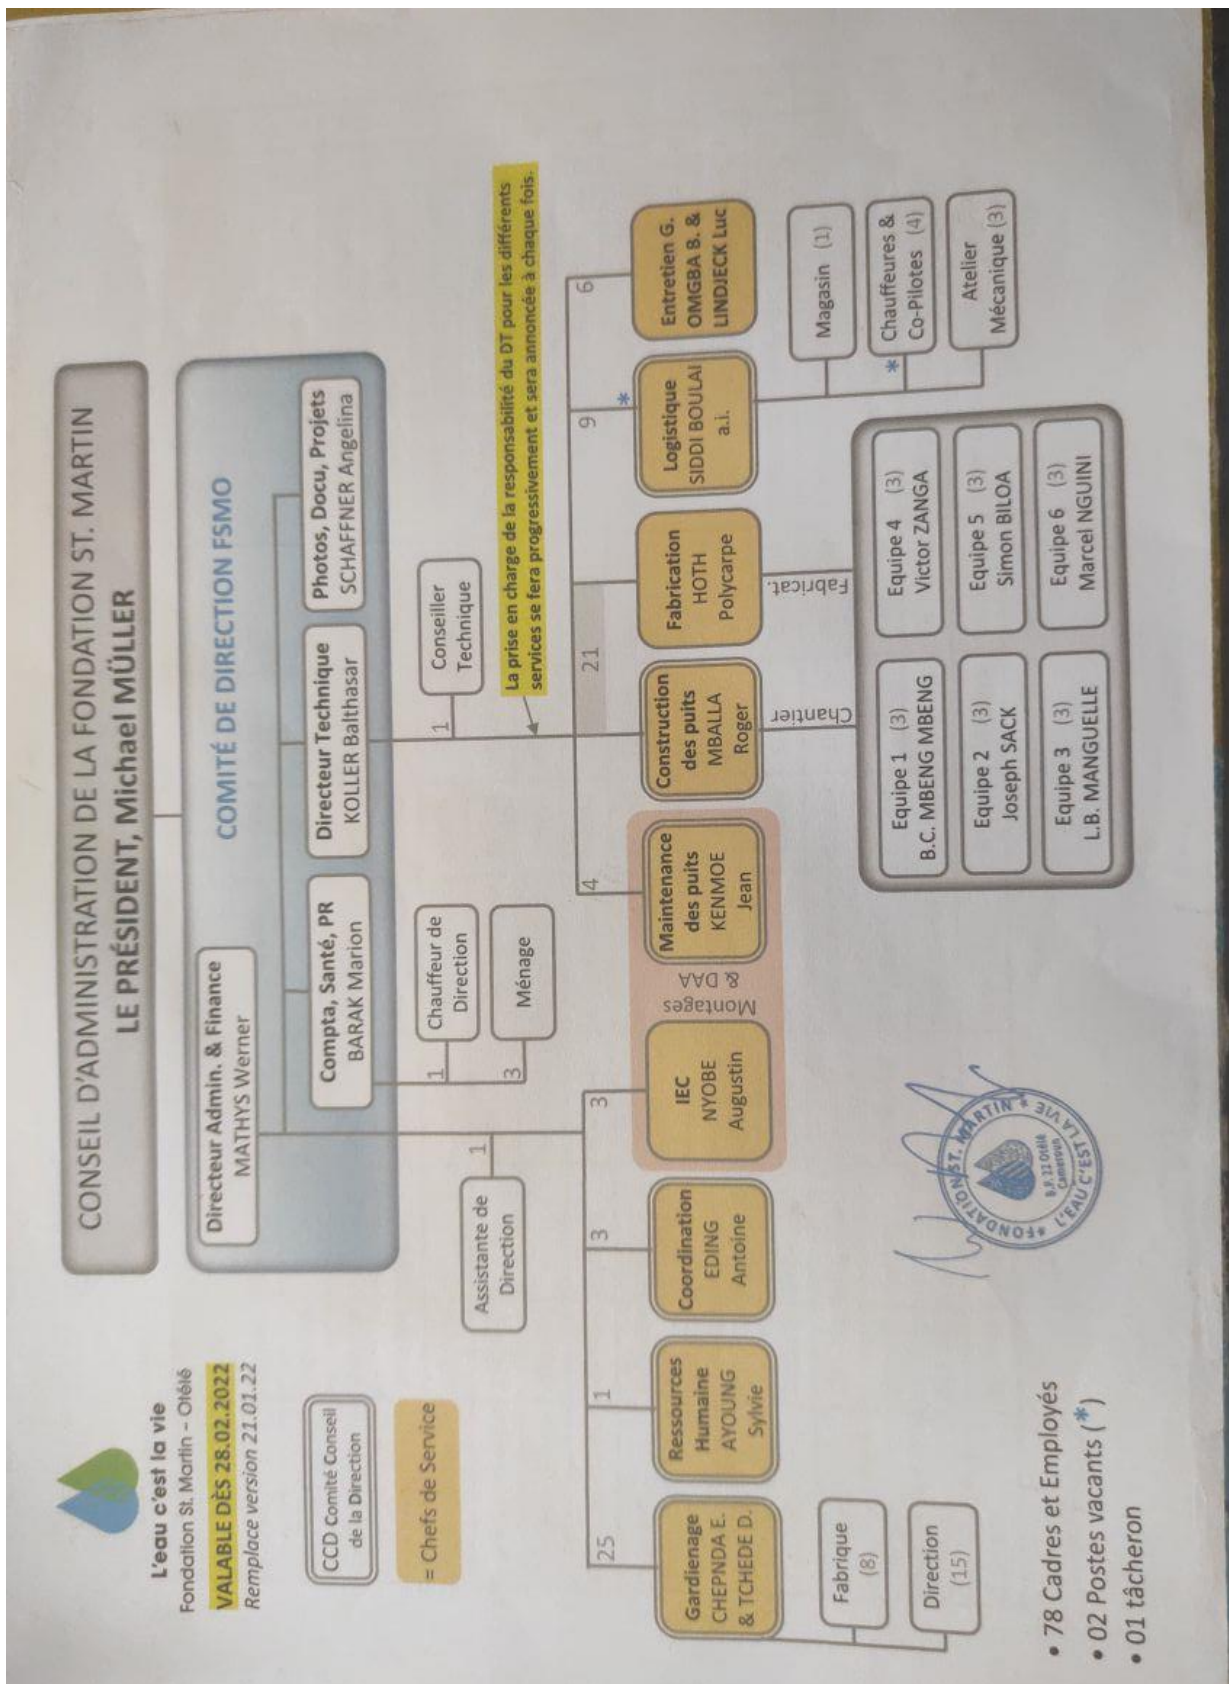 CONSEIL D'ADMINISTRATION DE LA FONDATION ST. MARTIN
LE PRÉSIDENT, Michael MÜLLER
L'eau c'est la vie
Fondation St. Martin - Otélé
VALABLE DÈS 28.02.2022
Remplace version 21.01.22
CCD Comité Conseil
de la Direction
= Chefs de Service
COMITÉ DE DIRECTION FSMO
Directeur Admin. & Finance
MATHYS Werner
Compta, Santé, PR
BARAK Marion
Directeur Technique
KOLLER Balthasar
Photos, Docu, Projets
SCHAFFNER Angelina
Assistante de
Direction
1
1
Chauffeur de
Direction
3
Ménage
1
Conseiller
Technique
La prise en charge de la responsabilité du DT pour les différents
services se fera progressivement et sera annoncée à chaque fois.
25
1
3
3
4
21
9
6
*
Gardienage
CHEPNDA E.
& TCHEDE D.
Ressources
Humaine
AYOUNG
Sylvie
Coordination
EDING
Antoine
IEC
NYOBE
Augustin
Montages
& DAA
Maintenance
des puits
KENMOE
Jean
Construction
des puits
MBALLA
Roger
Fabrication
HOTH
Polycarpe
Logistique
SIDDI BOULAI
a.i.
Entretien G.
OMGBA B. &
LINDJECK Luc
Fabrique
(8)
Direction
(15)
Chantier
Fabricat.
Equipe 1 (3)
B.C. MBENG MBENG
Equipe 2 (3)
Joseph SACK
Equipe 3 (3)
L.B. MANGUELLE
Equipe 4 (3)
Victor ZANGA
Equipe 5 (3)
Simon BILOA
Equipe 6 (3)
Marcel NGUINI
Magasin (1)
*
Chauffeures &
Co-Pilotes (4)
Atelier
Mécanique (3)
• 78 Cadres et Employés
• 02 Postes vacants (*)
• 01 tâcheron
* FONDATION ST. MARTIN *
B.P. 22 Otélé
Cameroun
L'EAU C'EST LA VIE